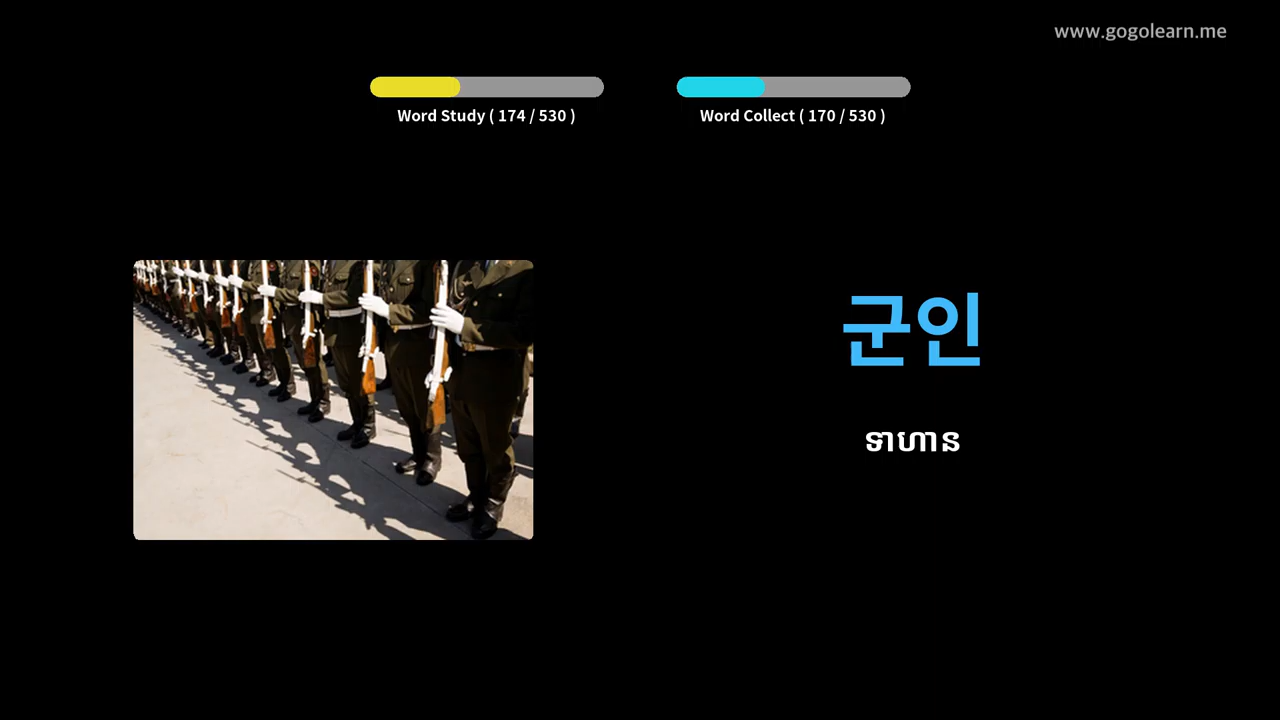 www.gogolearn.me
Word Study ( 174 / 530 )
Word Collect ( 170 / 530 )
군인
ទាហាន